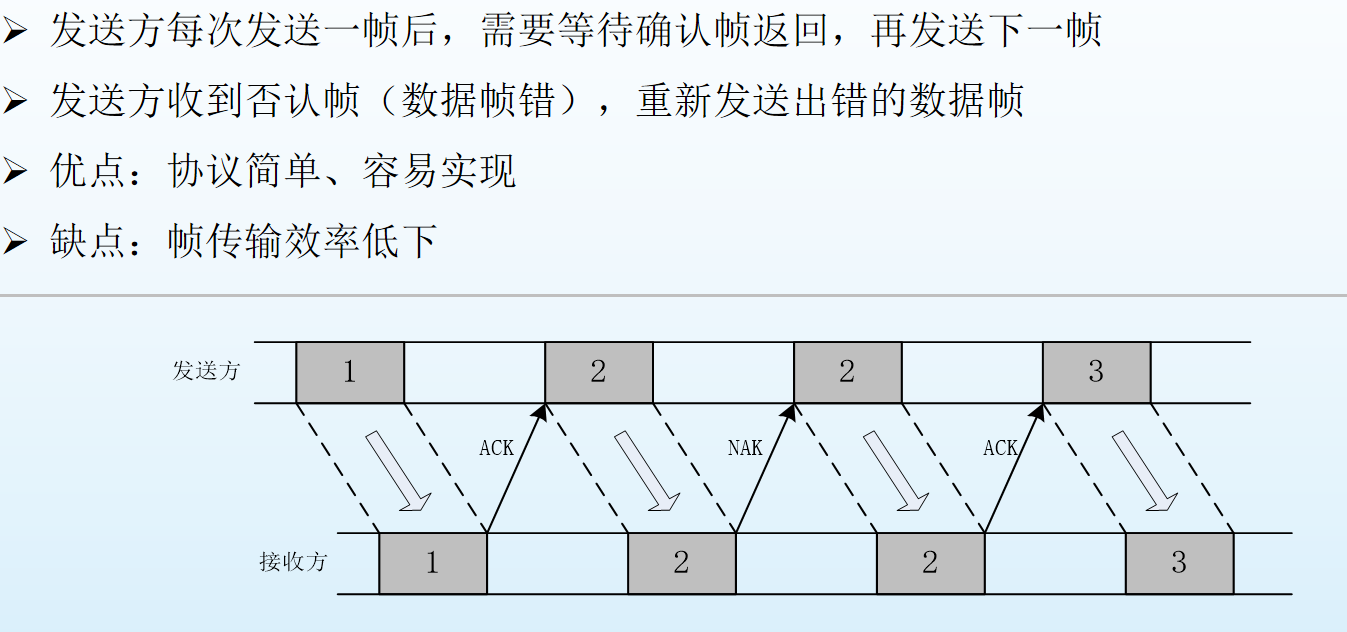 ➢ 发送方每次发送一帧后，需要等待确认帧返回，再发送下一帧
➢ 发送方收到否认帧（数据帧错），重新发送出错的数据帧
➢ 优点：协议简单、容易实现
➢ 缺点：帧传输效率低下
发送方 1 2 2 3
ACK NAK ACK
接收方 1 2 2 3